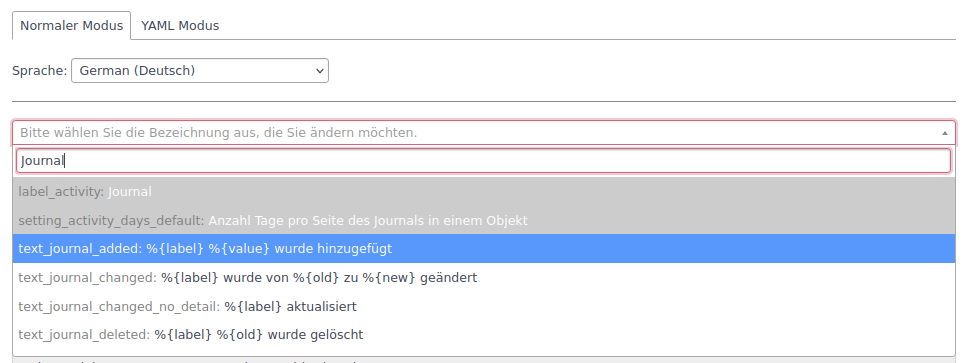 Normaler Modus YAML Modus
Sprache: German (Deutsch)
Bitte wählen Sie die Bezeichnung aus, die Sie ändern möchten.
Journal
label_activity: Journal
setting_activity_days_default: Anzahl Tage pro Seite des Journals in einem Objekt
text_journal_added: %{label} %{value} wurde hinzugefügt
text_journal_changed: %{label} wurde von %{old} zu %{new} geändert
text_journal_changed_no_detail: %{label} aktualisiert
text_journal_deleted: %{label} %{old} wurde gelöscht